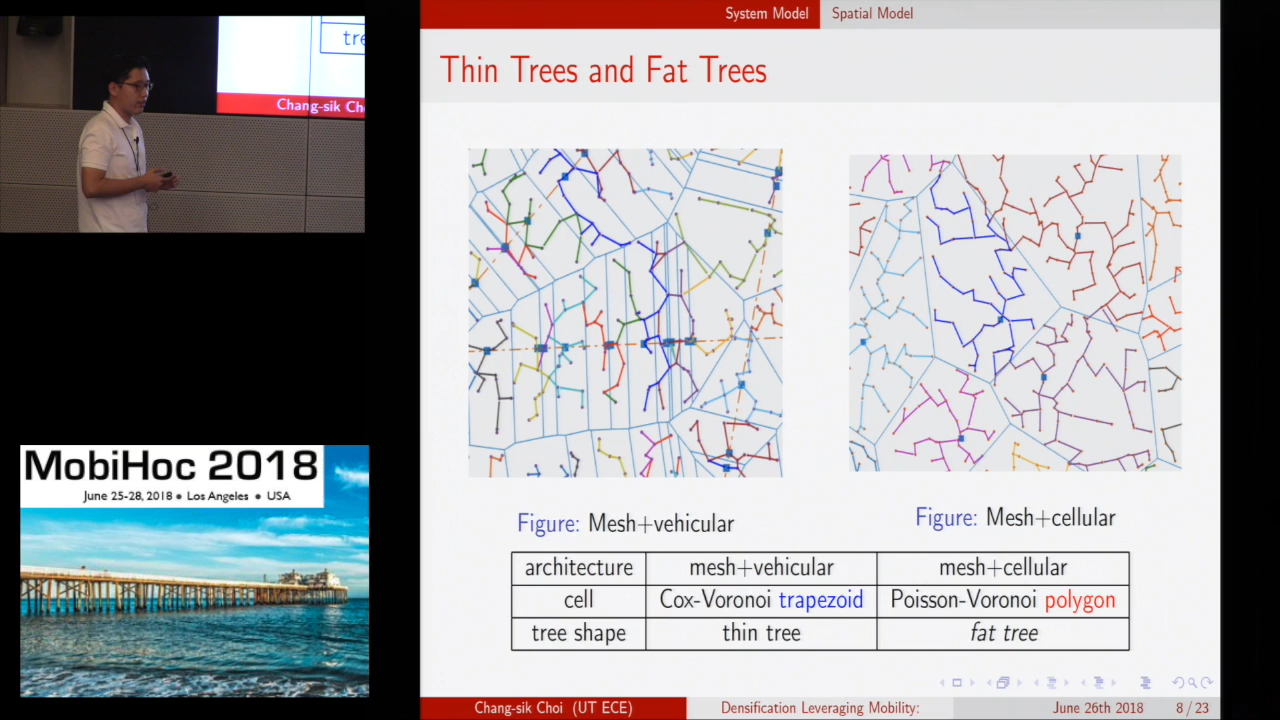 tre
Chang-sik Ch
MobiHoc 2018
June 25-28, 2018 • Los Angeles • USA
System Model
Spatial Model
Thin Trees and Fat Trees
Figure: Mesh+vehicular
Figure: Mesh+cellular
architecture mesh+vehicular mesh+cellular
cell Cox-Voronoi trapezoid Poisson-Voronoi polygon
tree shape thin tree fat tree
Chang-sik Choi (UT ECE)
Densification Leveraging Mobility:
June 26th 2018
8 / 23